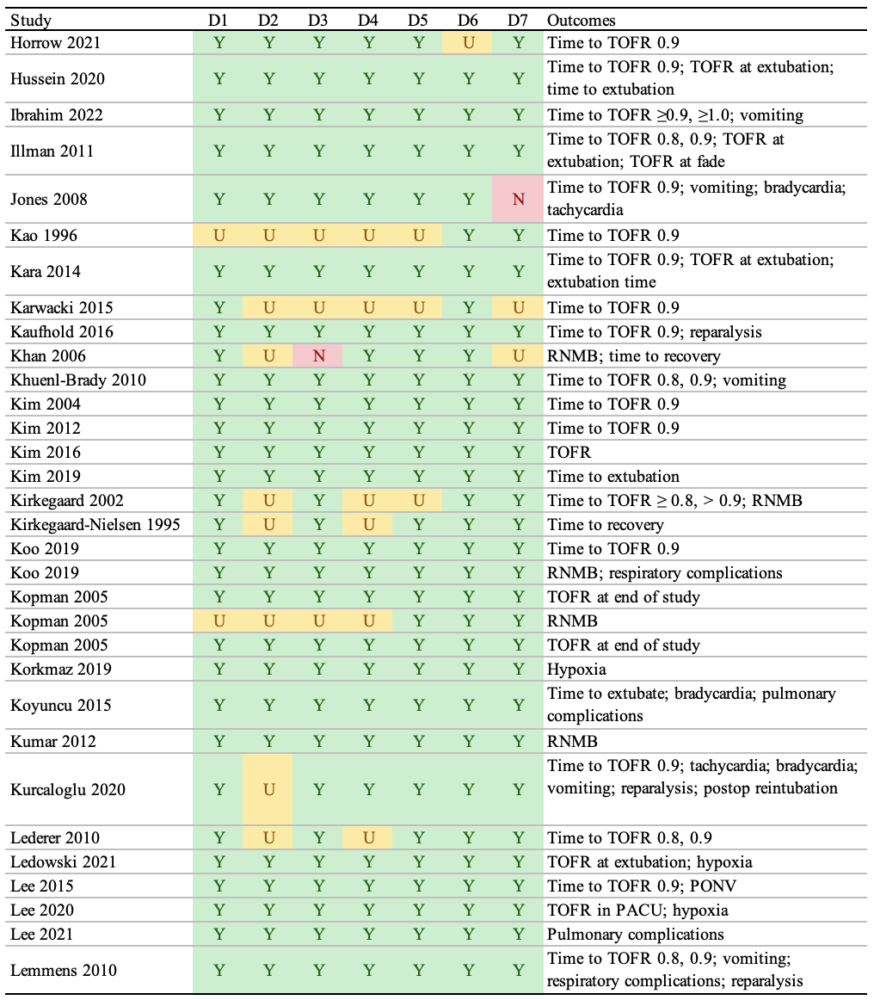 Study D1 D2 D3 D4 D5 D6 D7 Outcomes
Horrow 2021 Y Y Y Y Y U Y Time to TOFR 0.9
Hussein 2020 Y Y Y Y Y Y Y Time to TOFR 0.9; TOFR at extubation;
time to extubation
Ibrahim 2022 Y Y Y Y Y Y Y Time to TOFR ≥0.9, ≥1.0; vomiting
Illman 2011 Y Y Y Y Y Y Y Time to TOFR 0.8, 0.9; TOFR at
extubation; TOFR at fade
Jones 2008 Y Y Y Y Y Y N Time to TOFR 0.9; vomiting; bradycardia;
tachycardia
Kao 1996 U U U U U Y Y Time to TOFR 0.9
Kara 2014 Y Y Y Y Y Y Y Time to TOFR 0.9; TOFR at extubation;
extubation time
Karwacki 2015 Y U U U U Y U Time to TOFR 0.9
Kaufhold 2016 Y Y Y Y Y Y Y Time to TOFR 0.9; reparalysis
Khan 2006 Y U N Y Y Y U RNMB; time to recovery
Khuenl-Brady 2010 Y Y Y Y Y Y Y Time to TOFR 0.8, 0.9; vomiting
Kim 2004 Y Y Y Y Y Y Y Time to TOFR 0.9
Kim 2012 Y Y Y Y Y Y Y Time to TOFR 0.9
Kim 2016 Y Y Y Y Y Y Y TOFR
Kim 2019 Y Y Y Y Y Y Y Time to extubation
Kirkegaard 2002 Y U Y U U Y Y Time to TOFR ≥ 0.8, > 0.9; RNMB
Kirkegaard-Nielsen 1995 Y U Y U Y Y Y Time to recovery
Koo 2019 Y Y Y Y Y Y Y Time to TOFR 0.9
Koo 2019 Y Y Y Y Y Y Y RNMB; respiratory complications
Kopman 2005 Y Y Y Y Y Y Y TOFR at end of study
Kopman 2005 U U U U Y Y Y RNMB
Kopman 2005 Y Y Y Y Y Y Y TOFR at end of study
Korkmaz 2019 Y Y Y Y Y Y Y Hypoxia
Koyuncu 2015 Y Y Y Y Y Y Y Time to extubate; bradycardia; pulmonary
complications
Kumar 2012 Y Y Y Y Y Y Y RNMB
Kurcaloglu 2020 Y U Y Y Y Y Y Time to TOFR 0.9; tachycardia; bradycardia;
vomiting; reparalysis; postop reintubation
Lederer 2010 Y U Y U Y Y Y Time to TOFR 0.8, 0.9
Ledowski 2021 Y Y Y Y Y Y Y TOFR at extubation; hypoxia
Lee 2015 Y Y Y Y Y Y Y Time to TOFR 0.9; PONV
Lee 2020 Y Y Y Y Y Y Y TOFR in PACU; hypoxia
Lee 2021 Y Y Y Y Y Y Y Pulmonary complications
Lemmens 2010 Y Y Y Y Y Y Y Time to TOFR 0.8, 0.9; vomiting;
respiratory complications; reparalysis